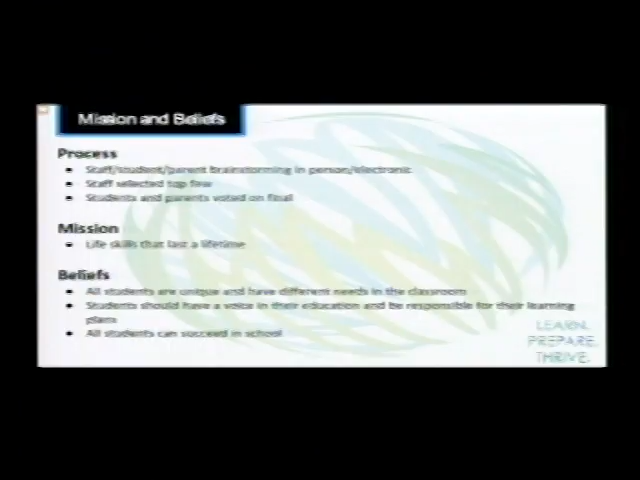 Mission and Beliefs
Process
• Staff/student/parent brainstorming in person/electronic
• Staff selected top few
• Students and parents voted on final
Mission
• Life skills that last a lifetime
Beliefs
• All students are unique and have different needs in the classroom
• Students should have a voice in their education and be responsible for their learning
plans
• All students can succeed in school
LEARN.
PREPARE.
THRIVE.